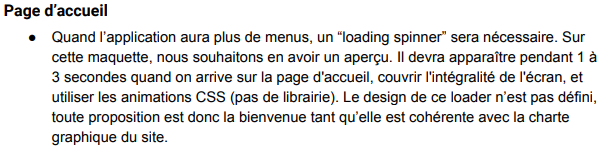 Page d’accueil
● Quand l’application aura plus de menus, un “loading spinner” sera nécessaire. Sur
cette maquette, nous souhaitons en avoir un aperçu. Il devra apparaître pendant 1 à
3 secondes quand on arrive sur la page d'accueil, couvrir l'intégralité de l'écran, et
utiliser les animations CSS (pas de librairie). Le design de ce loader n’est pas défini,
toute proposition est donc la bienvenue tant qu’elle est cohérente avec la charte
graphique du site.